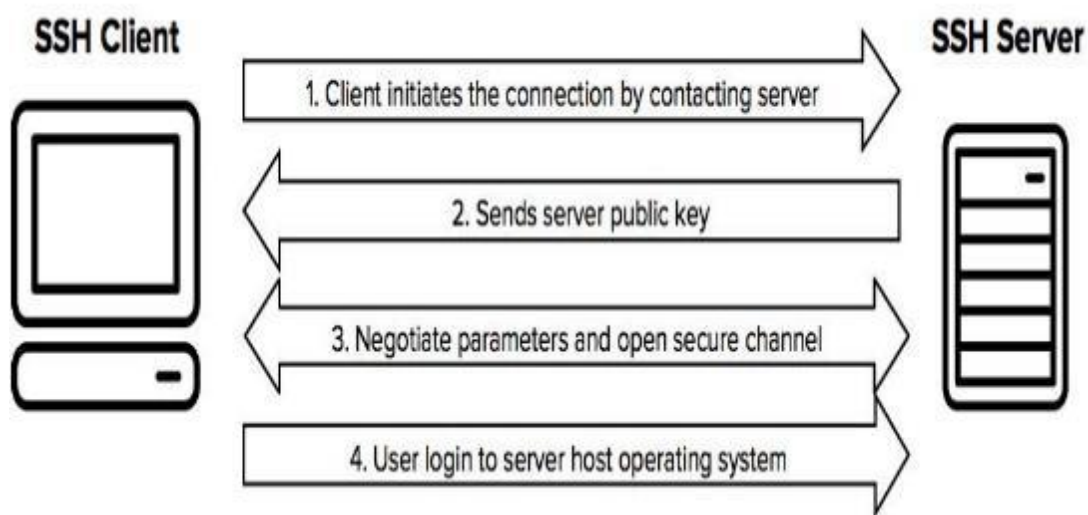 SSH Client
SSH Server
1. Client initiates the connection by contacting server
2. Sends server public key
3. Negotiate parameters and open secure channel
4. User login to server host operating system